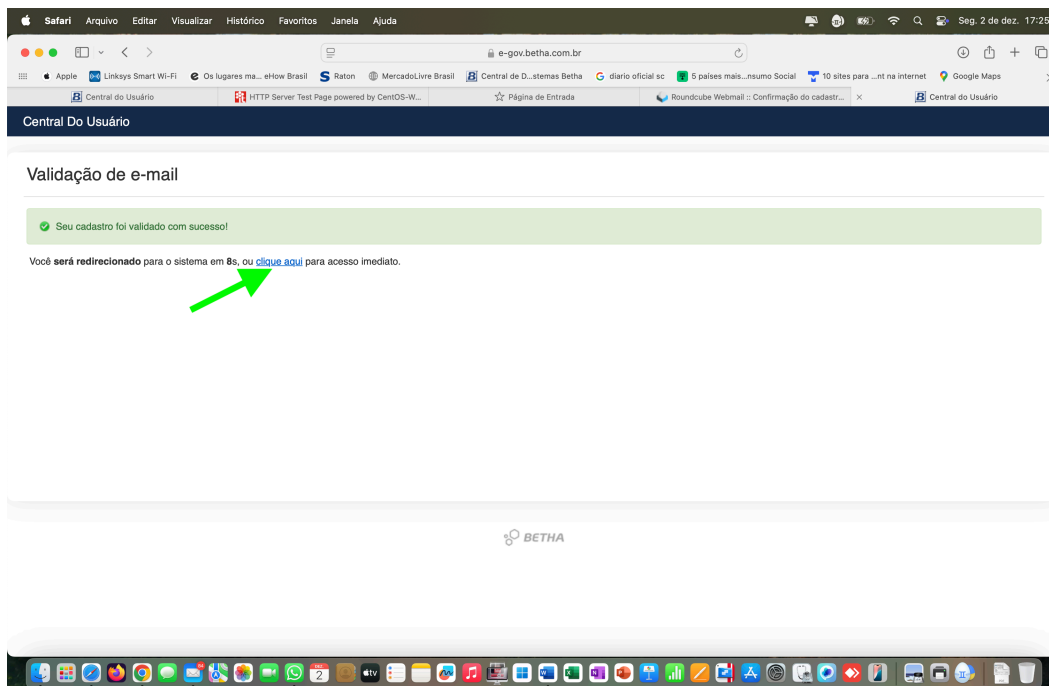 Safari Arquivo Editar Visualizar Histórico Favoritos Janela Ajuda Seg. 2 de dez. 17:25
e-gov.betha.com.br
Apple Linksys Smart Wi-Fi Os lugares ma... eHow Brasil Raton MercadoLivre Brasil Central de D...stemas Betha diario oficial sc 5 países mais...nsumo Social 10 sites para ...nt na internet Google Maps
Central do Usuário HTTP Server Test Page powered by CentOS-W... Página de Entrada Roundcube Webmail :: Confirmação do cadastr... Central do Usuário
Central Do Usuário
Validação de e-mail
Seu cadastro foi validado com sucesso!
Você será redirecionado para o sistema em 8s, ou clique aqui para acesso imediato.
BETHA